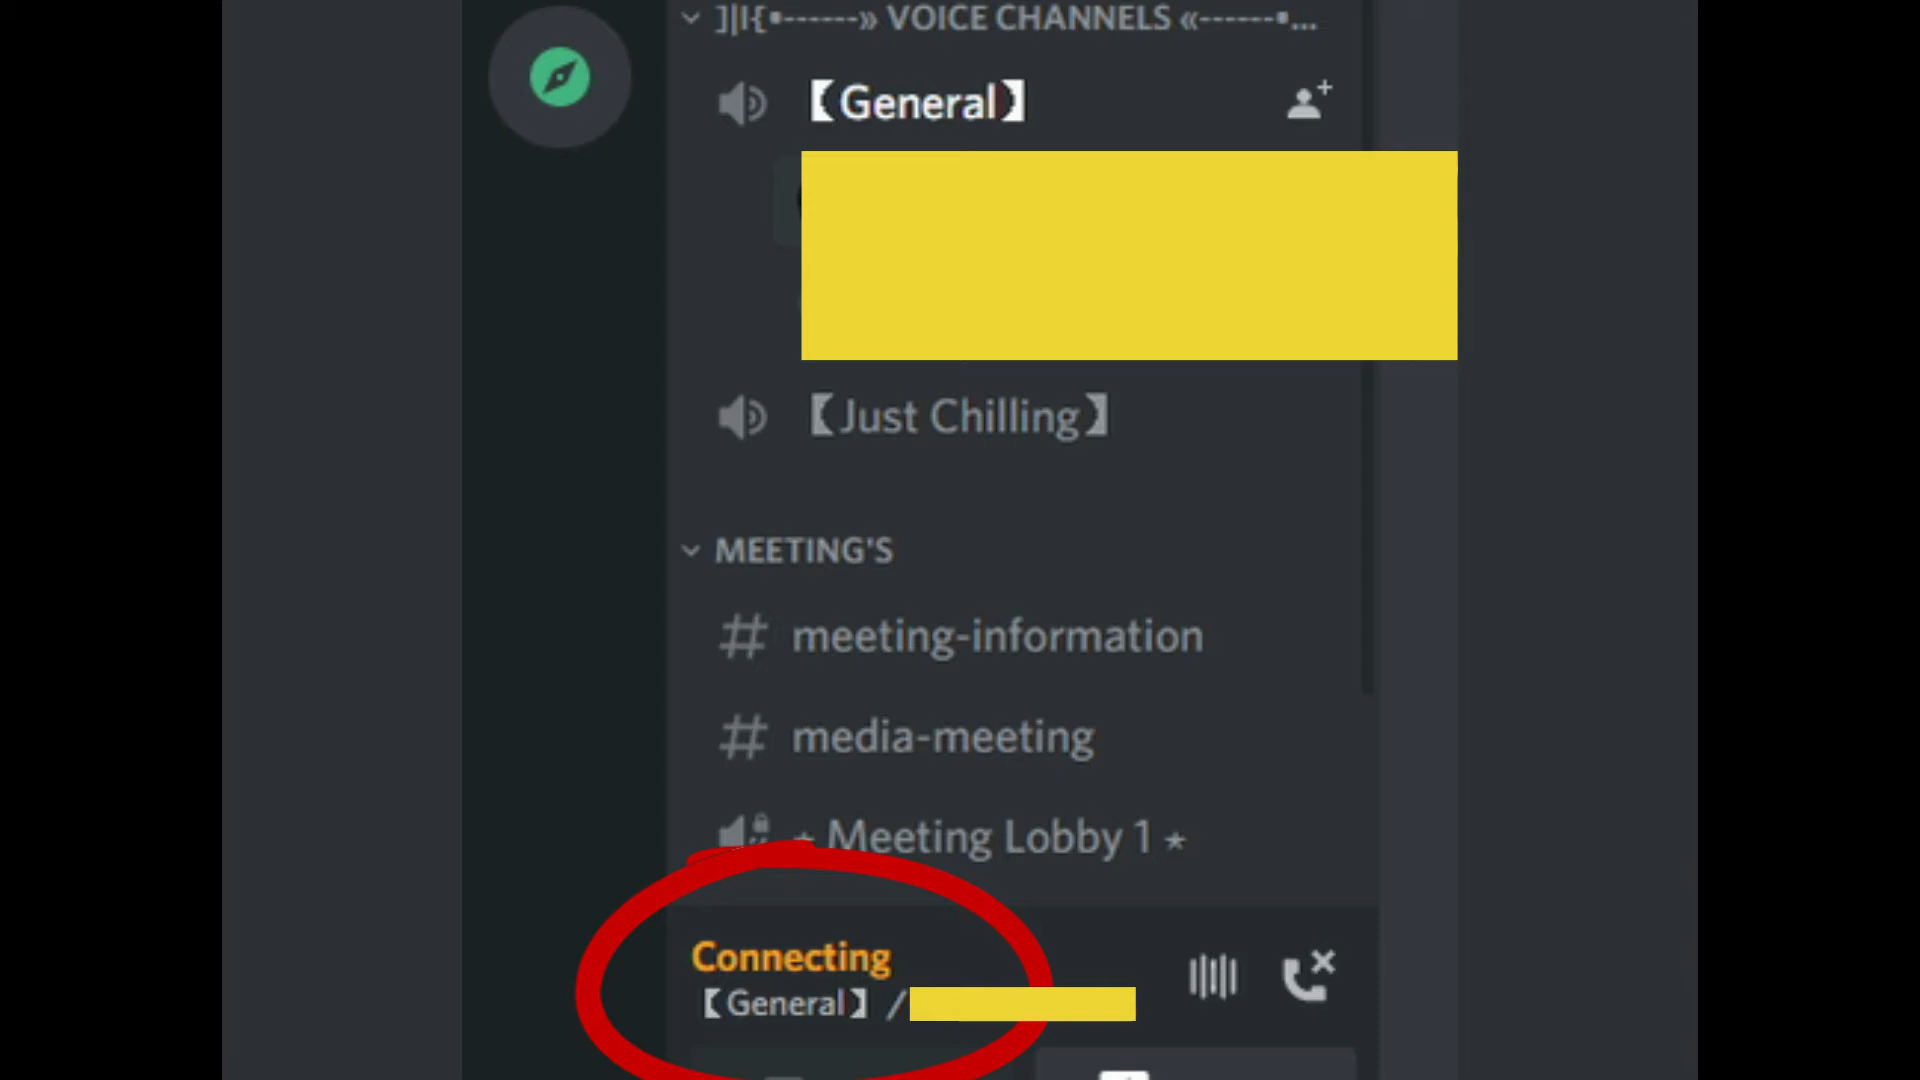 ]|I{•------» VOICE CHANNELS «------•...
【General】
【Just Chilling】
MEETING'S
# meeting-information
# media-meeting
⋆ Meeting Lobby 1 ⋆
Connecting
【General】 /